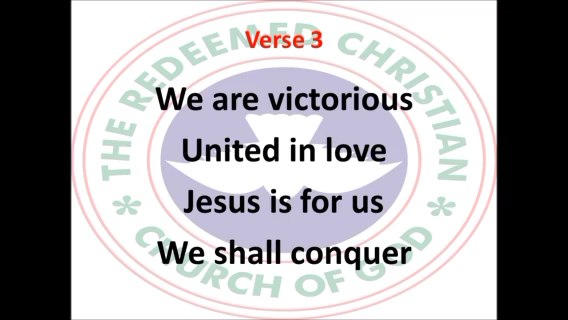 Verse 3
We are victorious
United in love
Jesus is for us
We shall conquer
THE REDEEMED CHRISTIAN
* CHURCH OF GOD *